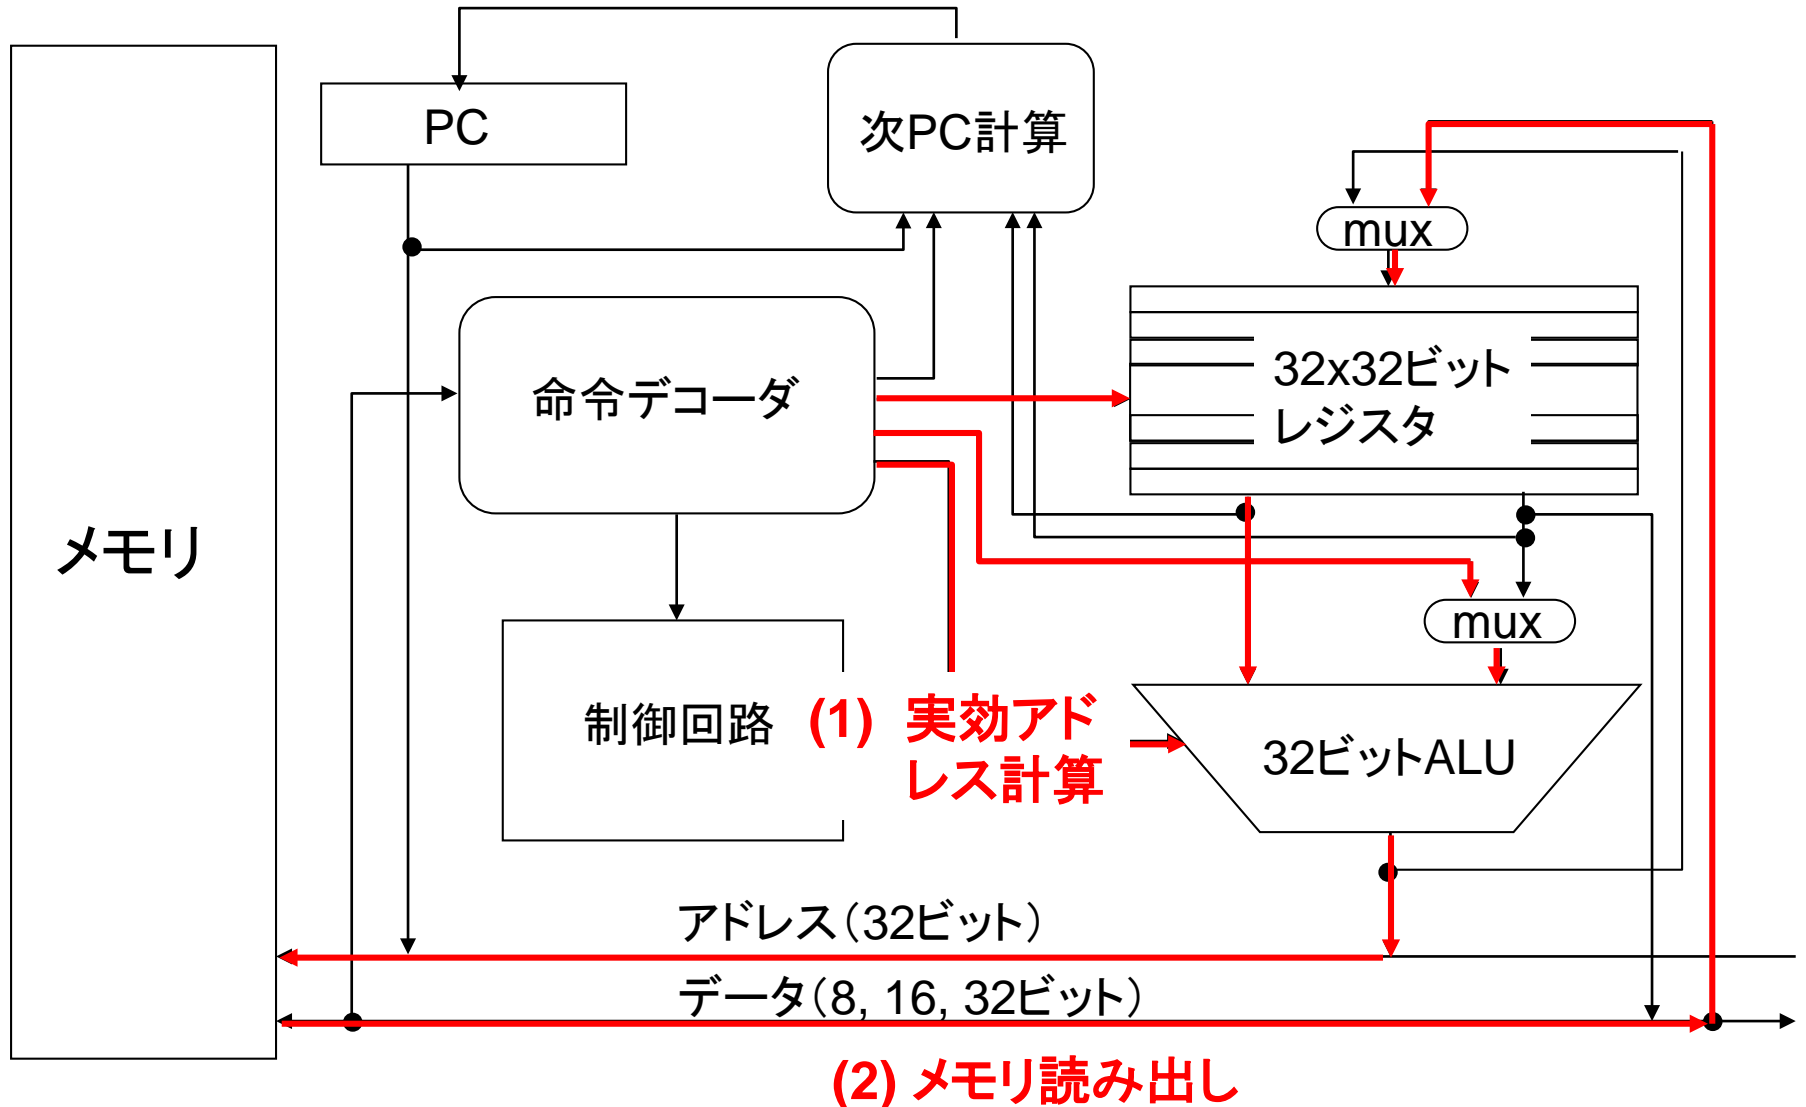 PC
次PC計算
mux
命令デコーダ
32x32ビット
レジスタ
メモリ
mux
制御回路
(1) 実効アド
レス計算
32ビットALU
アドレス（32ビット）
データ（8, 16, 32ビット）
(2) メモリ読み出し